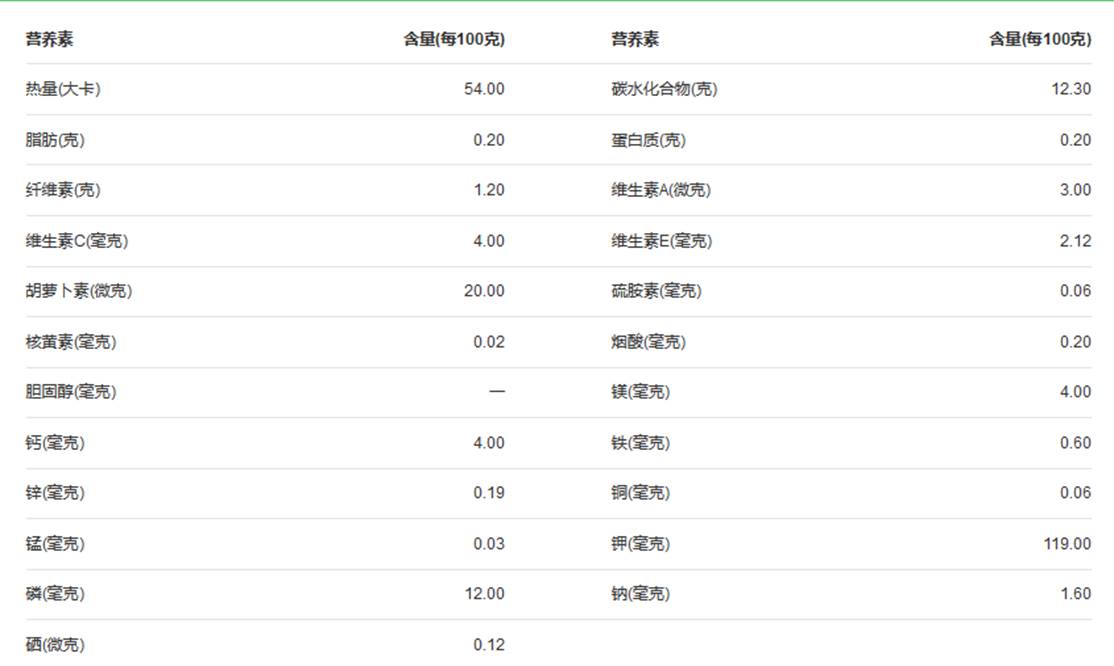 营养素 含量(每100克) 营养素 含量(每100克)
热量(大卡) 54.00 碳水化合物(克) 12.30
脂肪(克) 0.20 蛋白质(克) 0.20
纤维素(克) 1.20 维生素A(微克) 3.00
维生素C(毫克) 4.00 维生素E(毫克) 2.12
胡萝卜素(微克) 20.00 硫胺素(毫克) 0.06
核黄素(毫克) 0.02 烟酸(毫克) 0.20
胆固醇(毫克) — 镁(毫克) 4.00
钙(毫克) 4.00 铁(毫克) 0.60
锌(毫克) 0.19 铜(毫克) 0.06
锰(毫克) 0.03 钾(毫克) 119.00
磷(毫克) 12.00 钠(毫克) 1.60
硒(微克) 0.12